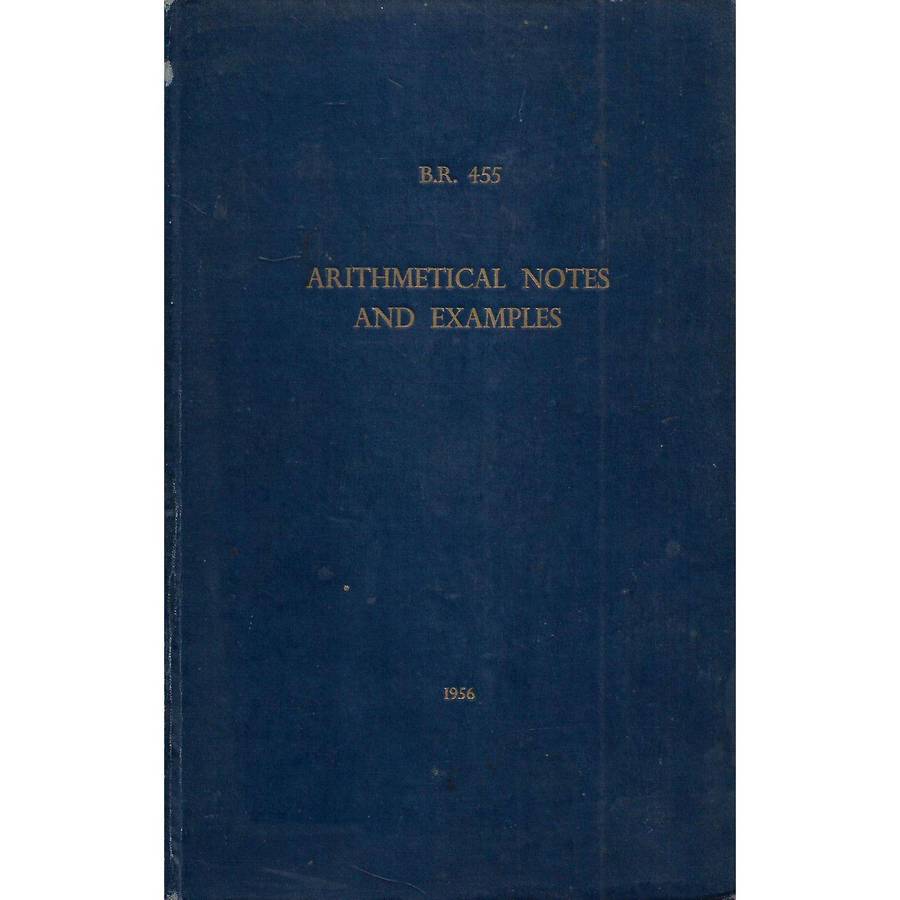 B.R. 455
ARITHMETICAL NOTES
AND EXAMPLES
1956